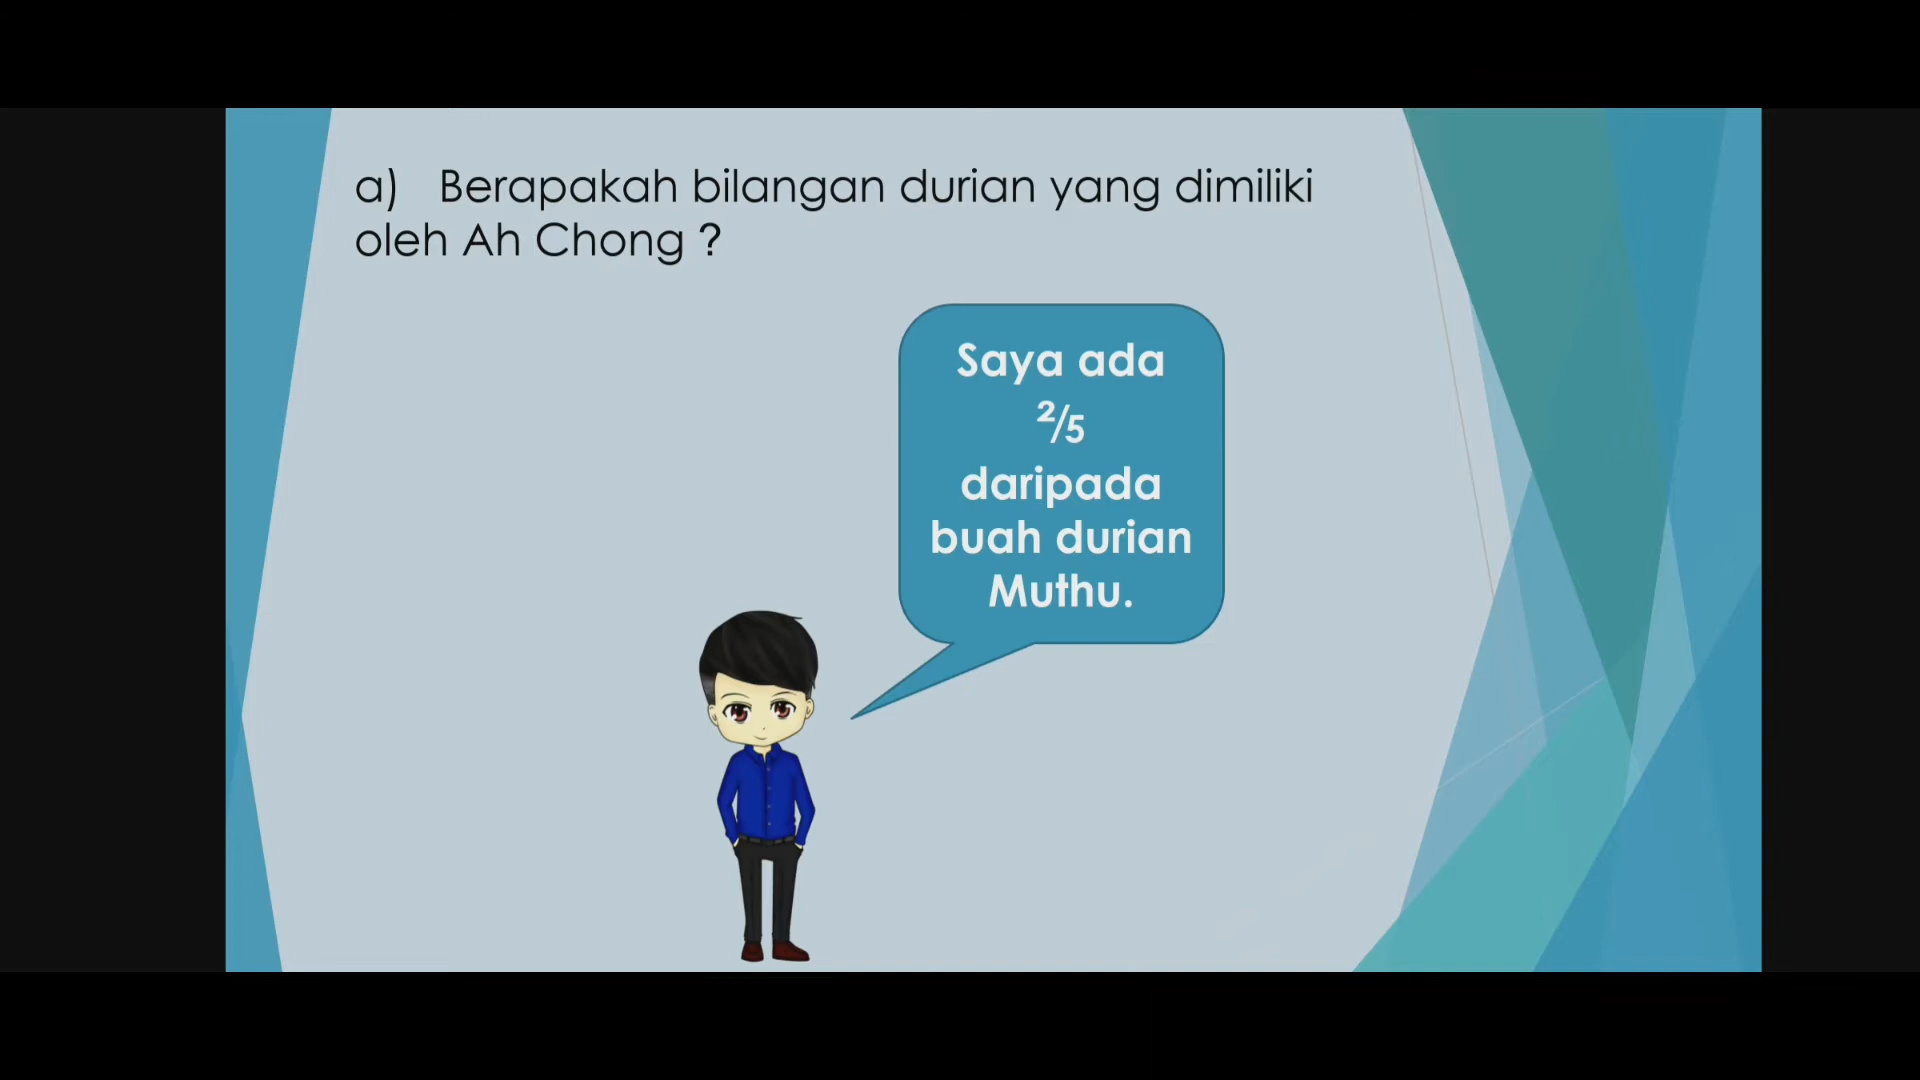 a) Berapakah bilangan durian yang dimiliki
oleh Ah Chong ?
Saya ada
²/₅
daripada
buah durian
Muthu.